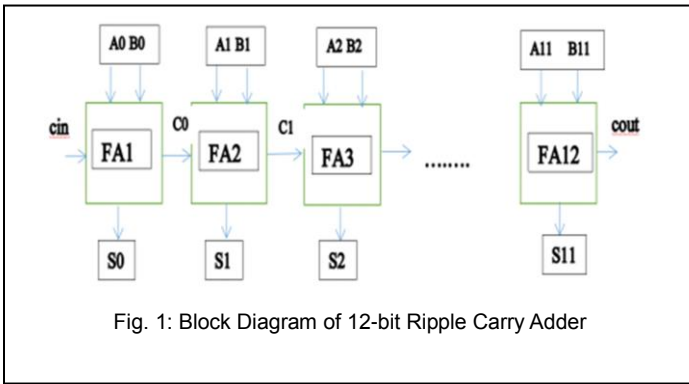 A0 B0 A1 B1 A2 B2 A11 B11
cin C0 C1 cout
FA1 FA2 FA3 ........ FA12
S0 S1 S2 S11
Fig. 1: Block Diagram of 12-bit Ripple Carry Adder